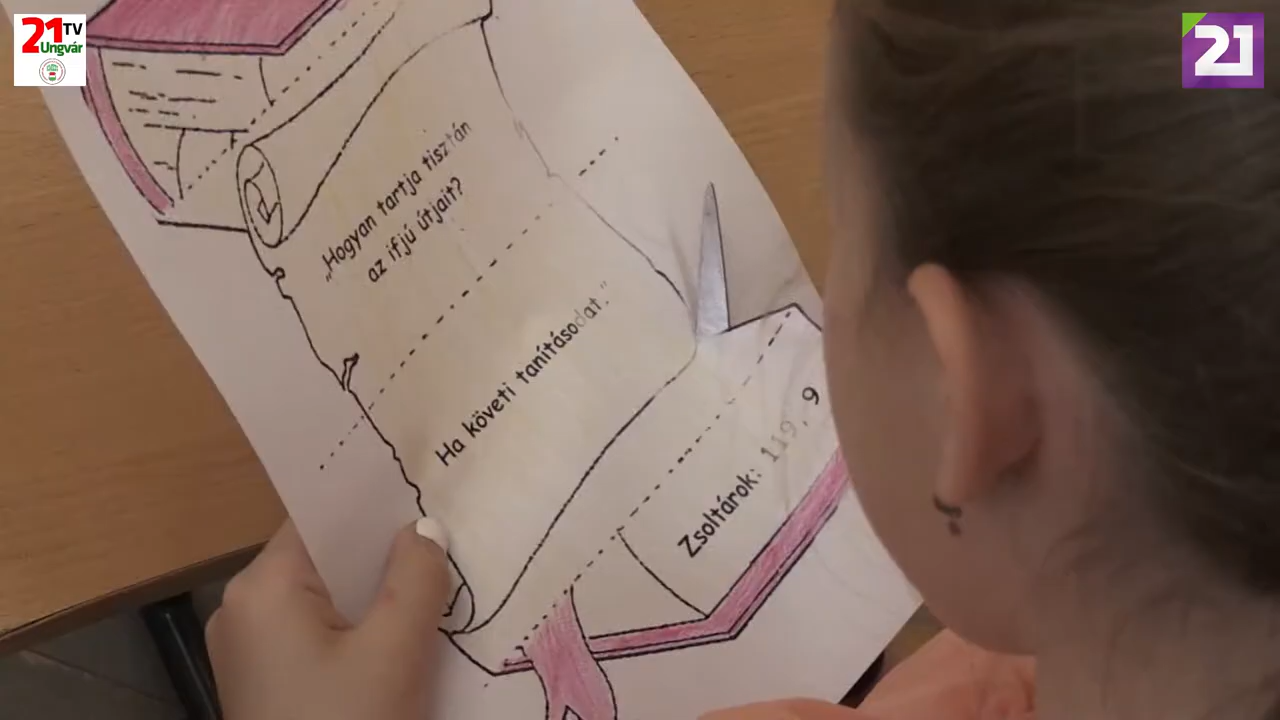 21TV
Ungvár
21
„Hogyan tartja tisztán
az ifjú útjait?
Ha követi tanításodat."
Zsoltárok: 119, 9